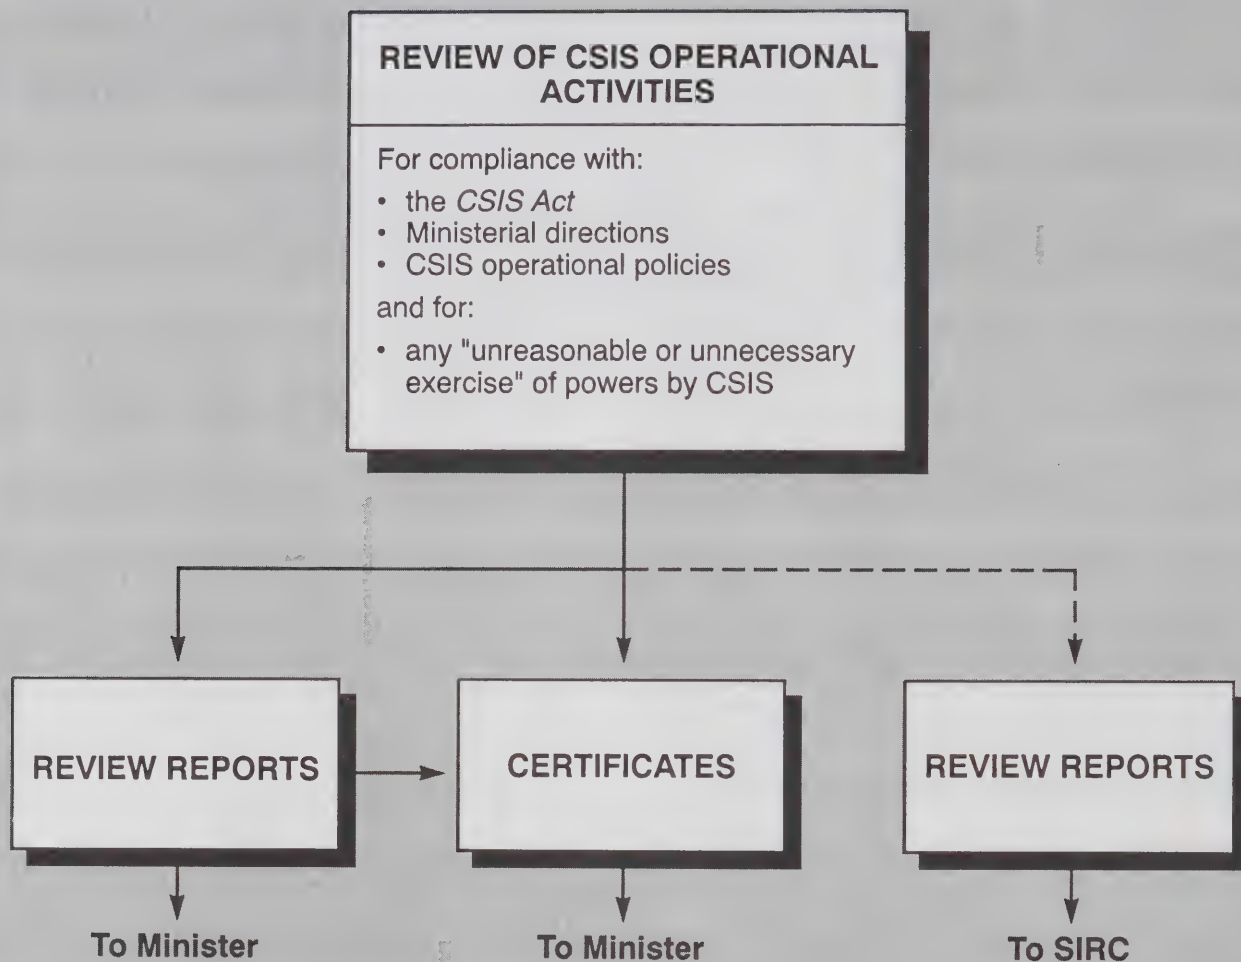 REVIEW OF CSIS OPERATIONAL
ACTIVITIES
For compliance with:
• the CSIS Act
• Ministerial directions
• CSIS operational policies
and for:
• any "unreasonable or unnecessary
exercise" of powers by CSIS
REVIEW REPORTS
CERTIFICATES
REVIEW REPORTS
To Minister
To Minister
To SIRC